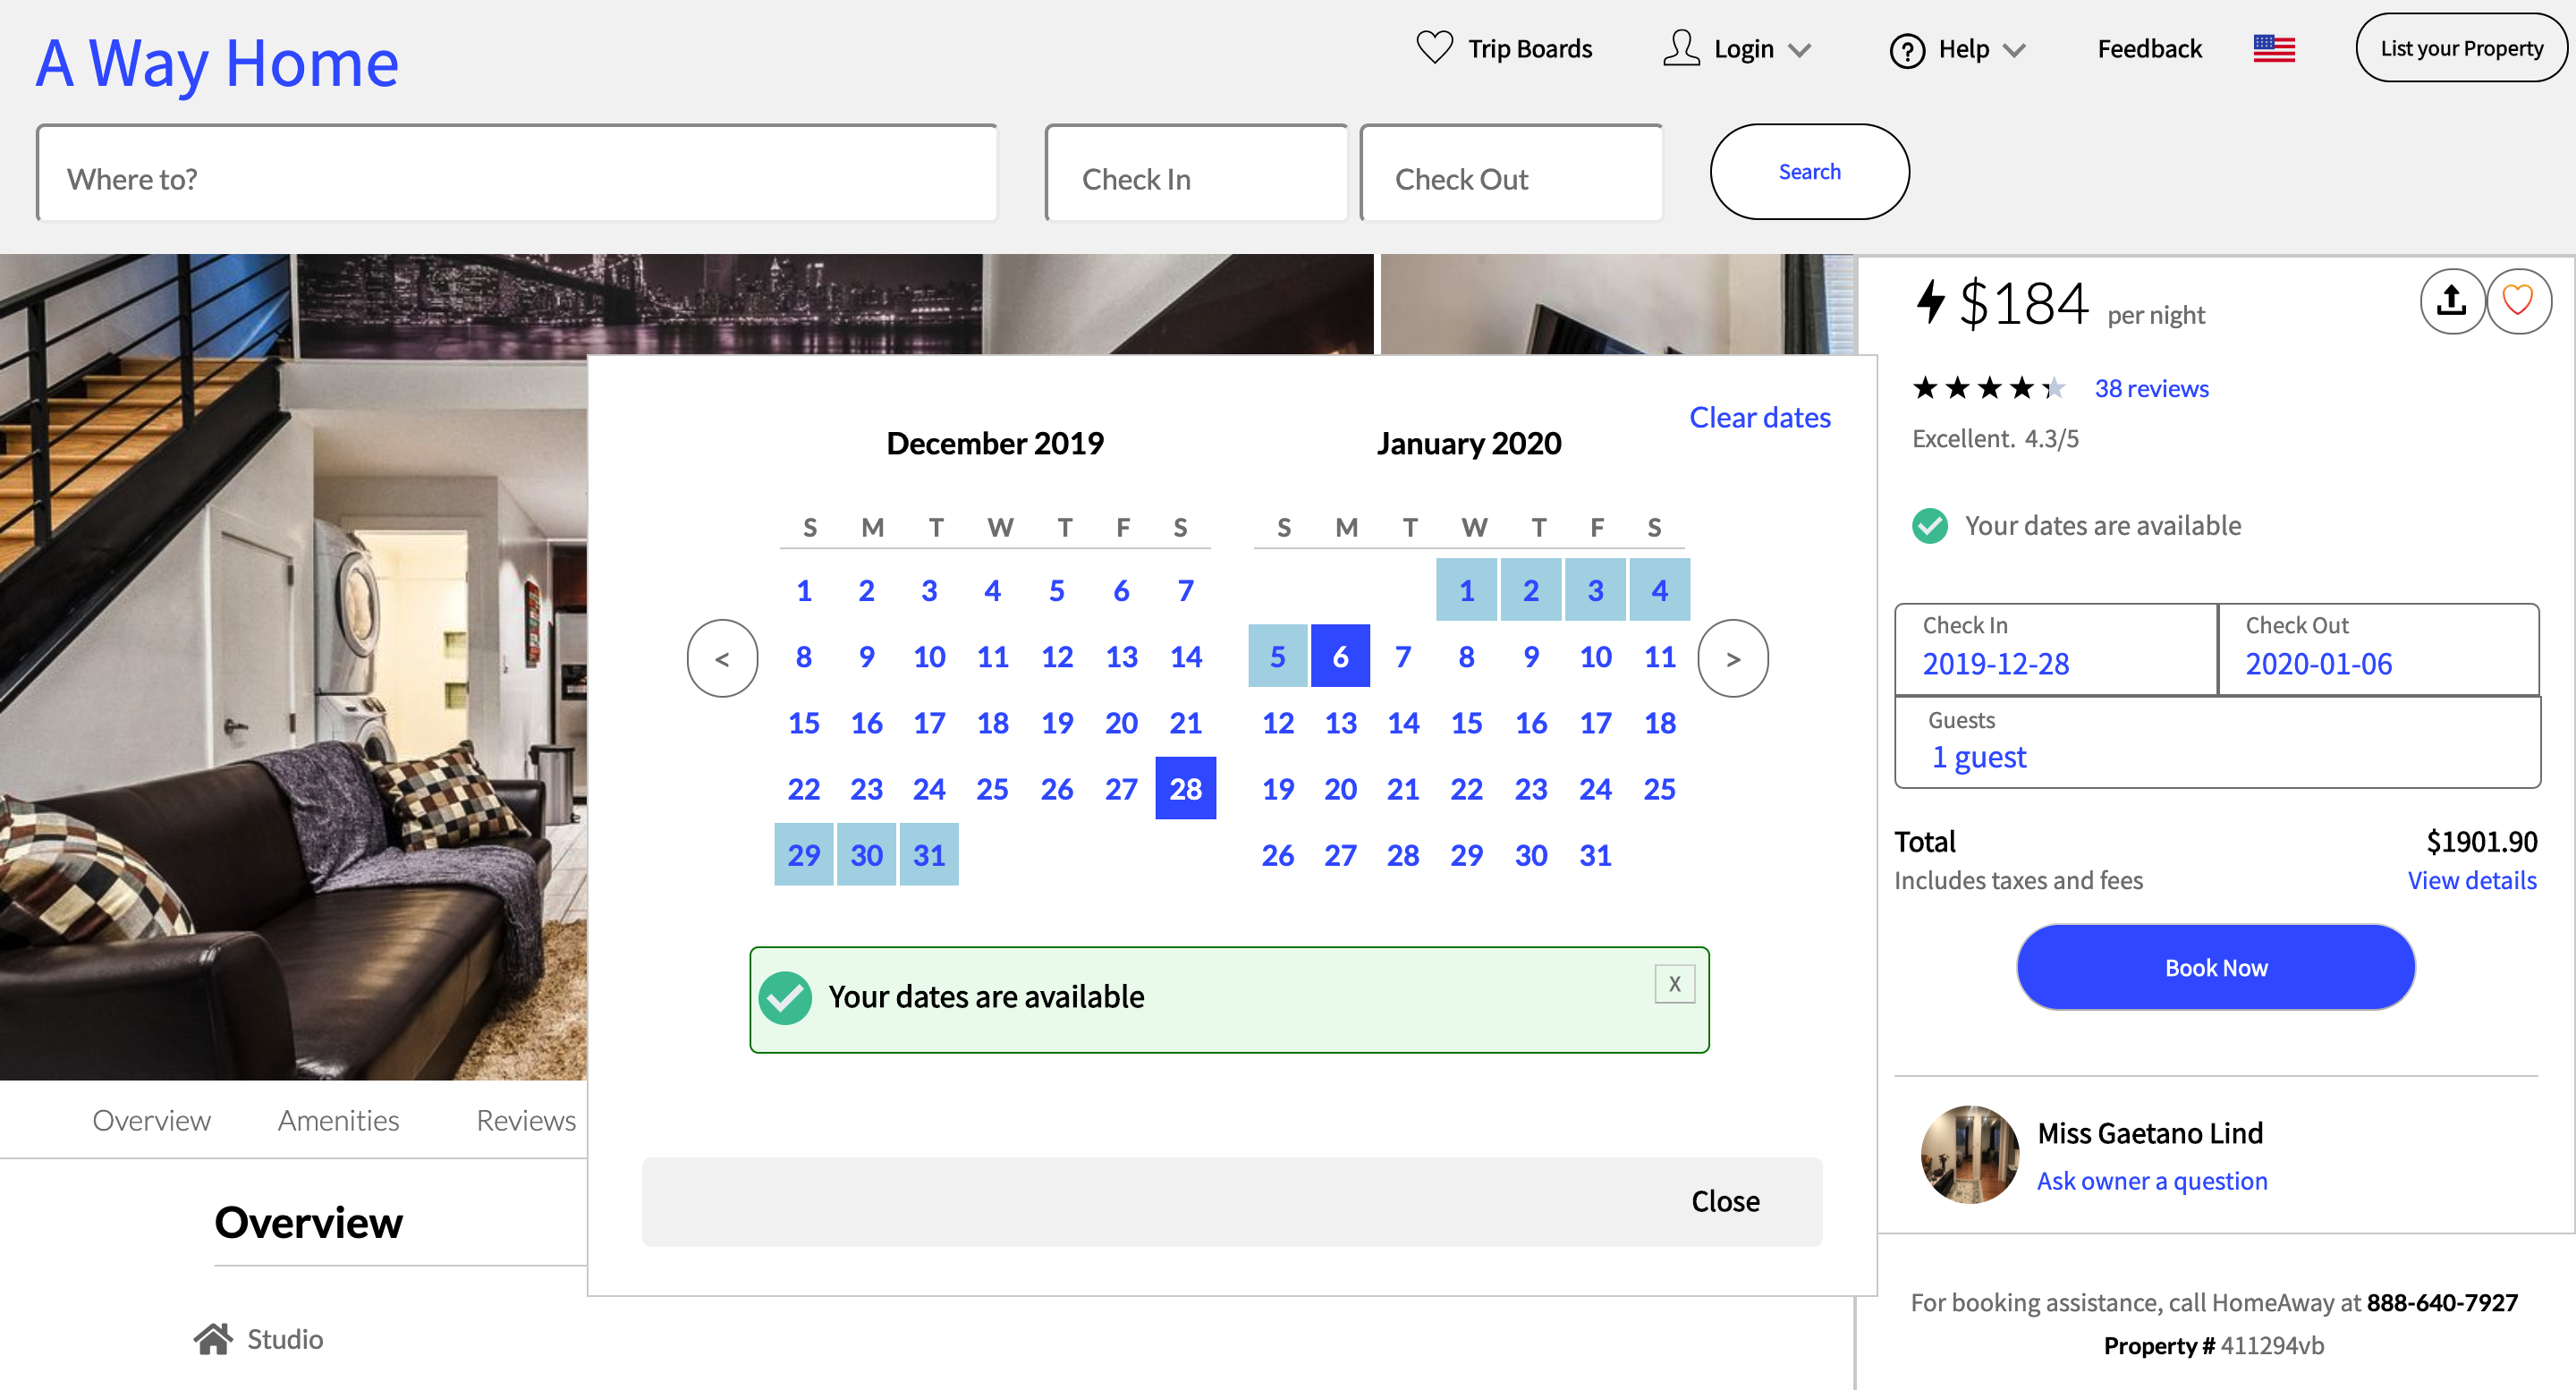 A Way Home
Trip Boards
Login
Help
Feedback
List your Property
Where to?
Check In
Check Out
Search
Clear dates
December 2019
S M T W T F S
1 2 3 4 5 6 7
8 9 10 11 12 13 14
15 16 17 18 19 20 21
22 23 24 25 26 27 28
29 30 31
January 2020
S M T W T F S
1 2 3 4
5 6 7 8 9 10 11
12 13 14 15 16 17 18
19 20 21 22 23 24 25
26 27 28 29 30 31
<
>
Your dates are available
X
Close
Overview
Amenities
Reviews
Overview
Studio
$184 per night
38 reviews
Excellent. 4.3/5
Your dates are available
Check In
2019-12-28
Check Out
2020-01-06
Guests
1 guest
Total $1901.90
Includes taxes and fees View details
Book Now
Miss Gaetano Lind
Ask owner a question
For booking assistance, call HomeAway at 888-640-7927
Property # 411294vb